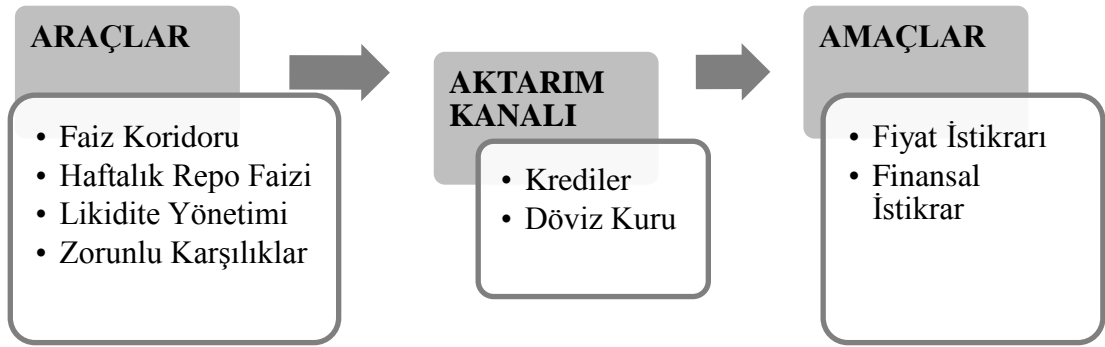 ARAÇLAR
• Faiz Koridoru
• Haftalık Repo Faizi
• Likidite Yönetimi
• Zorunlu Karşılıklar
AKTARIM
KANALI
• Krediler
• Döviz Kuru
AMAÇLAR
• Fiyat İstikrarı
• Finansal
İstikrar